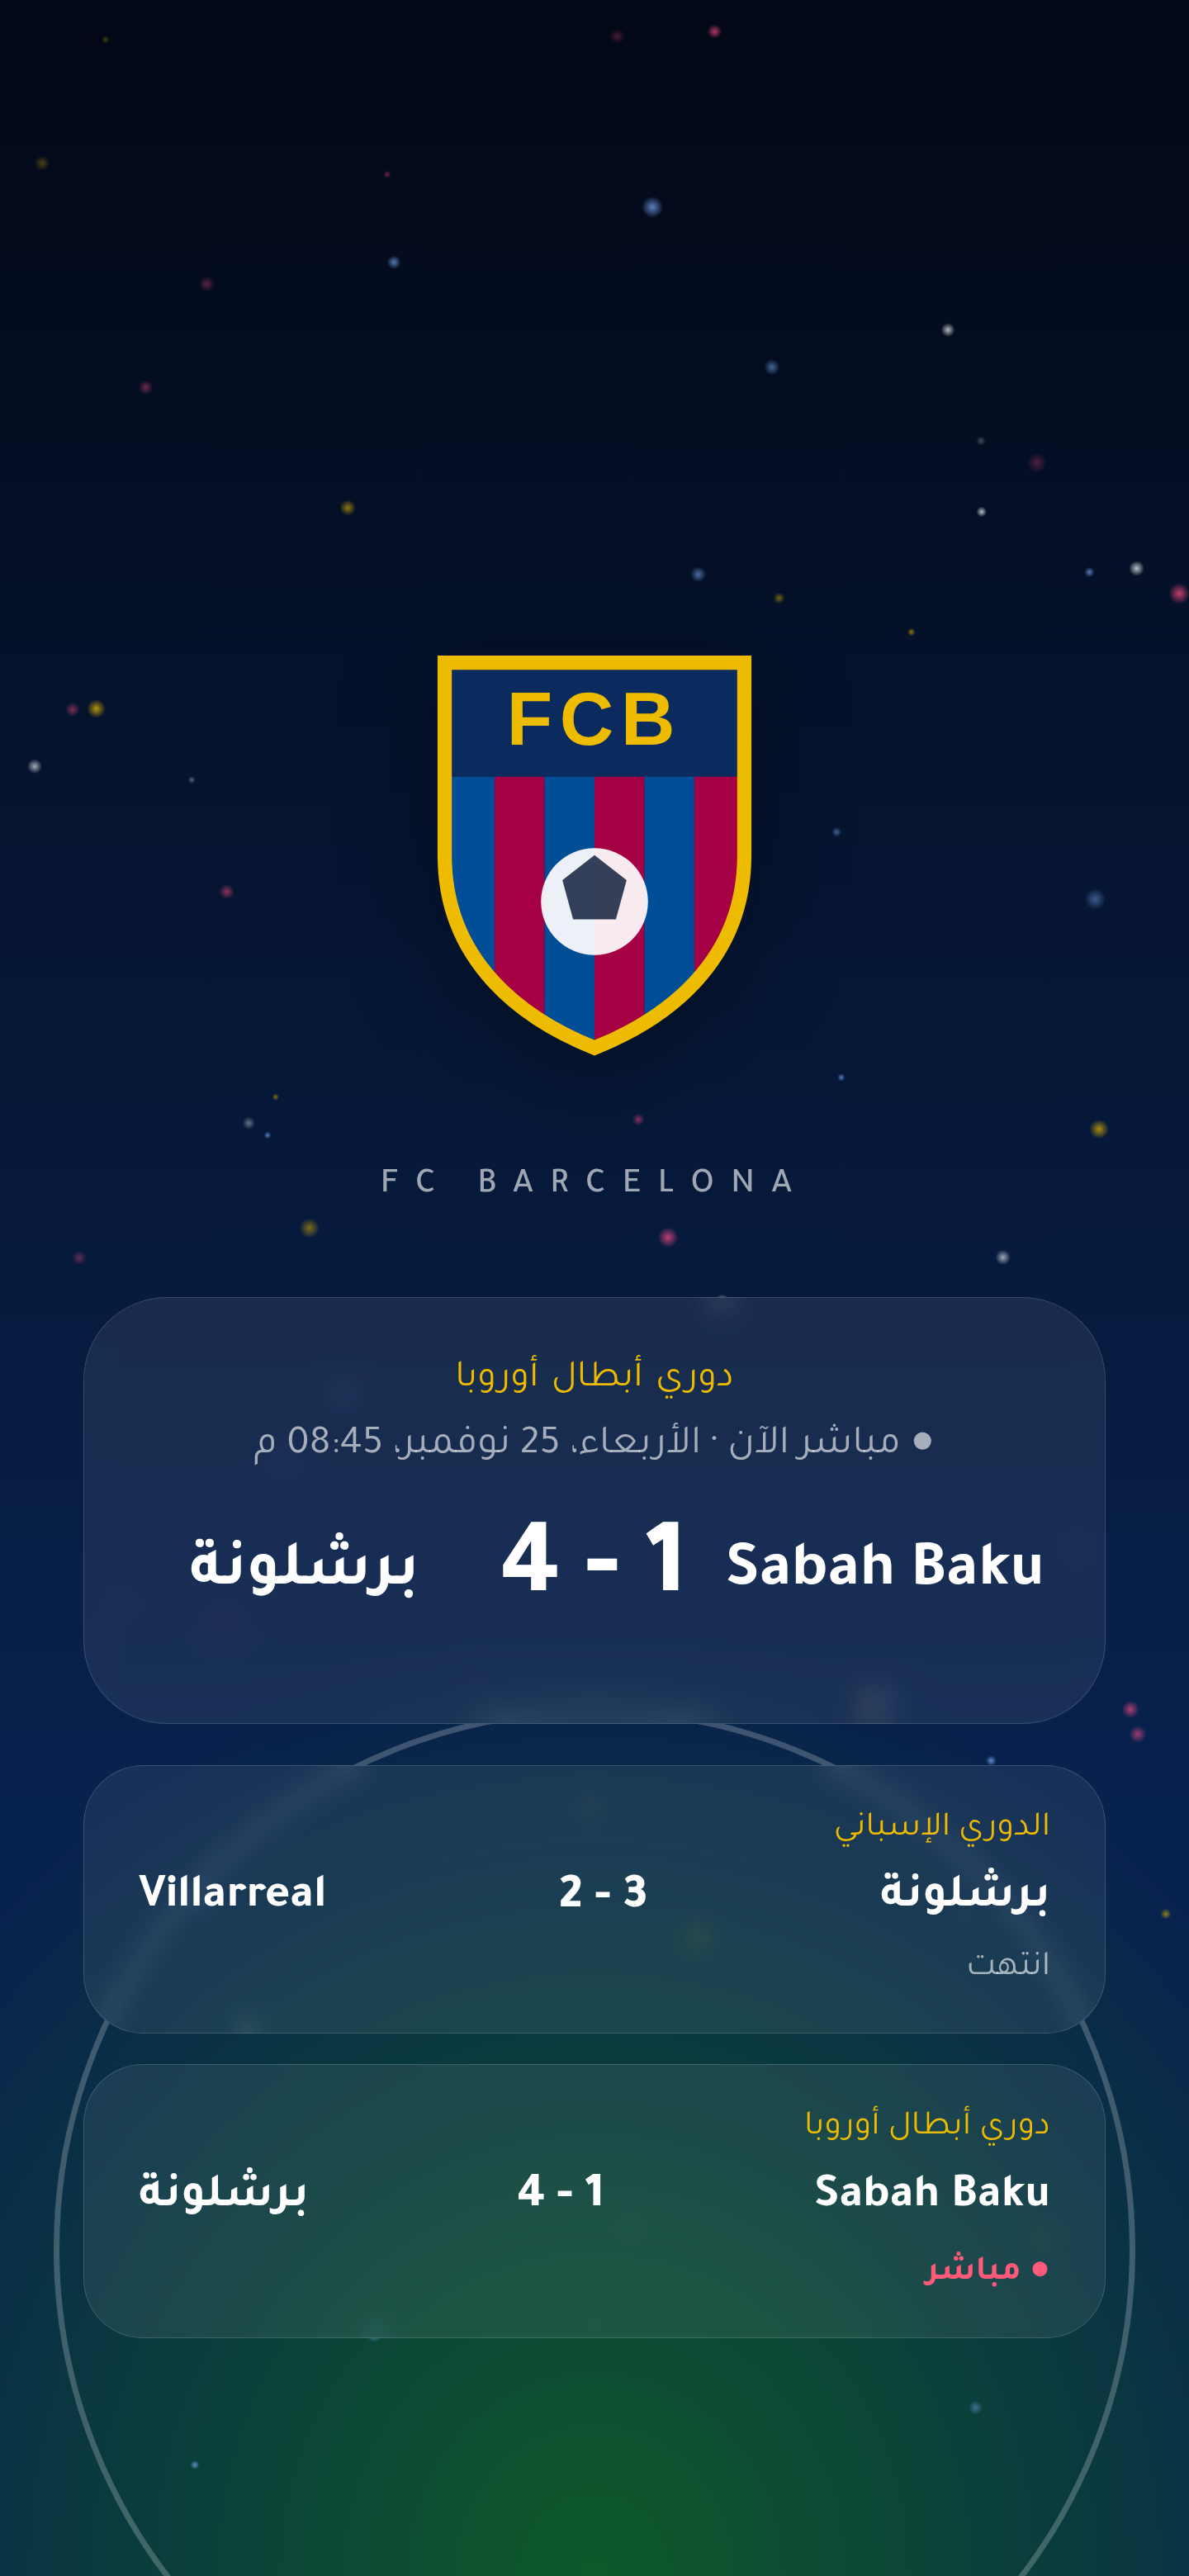 FCB
FC BARCELONA
دوري أبطال أوروبا
● مباشر الآن · الأربعاء، 25 نوفمبر، 08:45 م
Sabah Baku 4 - 1 برشلونة
الدوري الإسباني
برشلونة 2 - 3 Villarreal
انتهت
دوري أبطال أوروبا
Sabah Baku 4 - 1 برشلونة
● مباشر